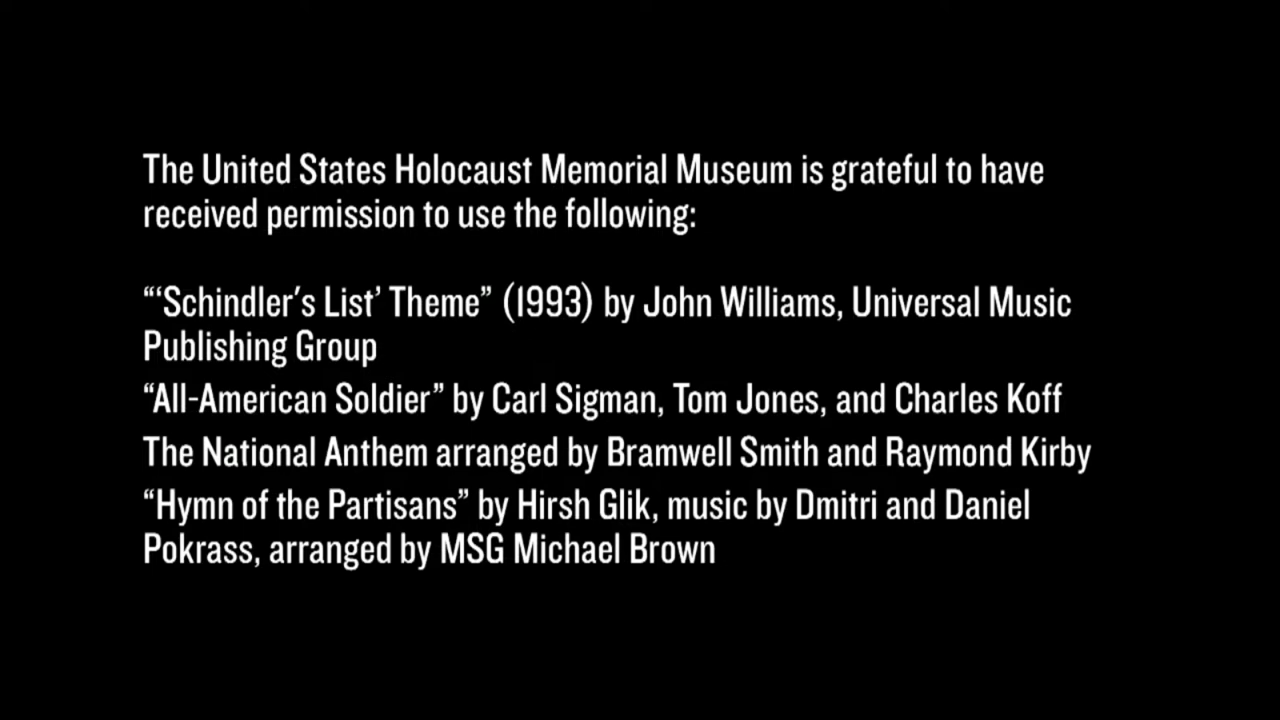 The United States Holocaust Memorial Museum is grateful to have
received permission to use the following:
“‘Schindler’s List’ Theme” (1993) by John Williams, Universal Music
Publishing Group
“All-American Soldier” by Carl Sigman, Tom Jones, and Charles Koff
The National Anthem arranged by Bramwell Smith and Raymond Kirby
“Hymn of the Partisans” by Hirsh Glik, music by Dmitri and Daniel
Pokrass, arranged by MSG Michael Brown